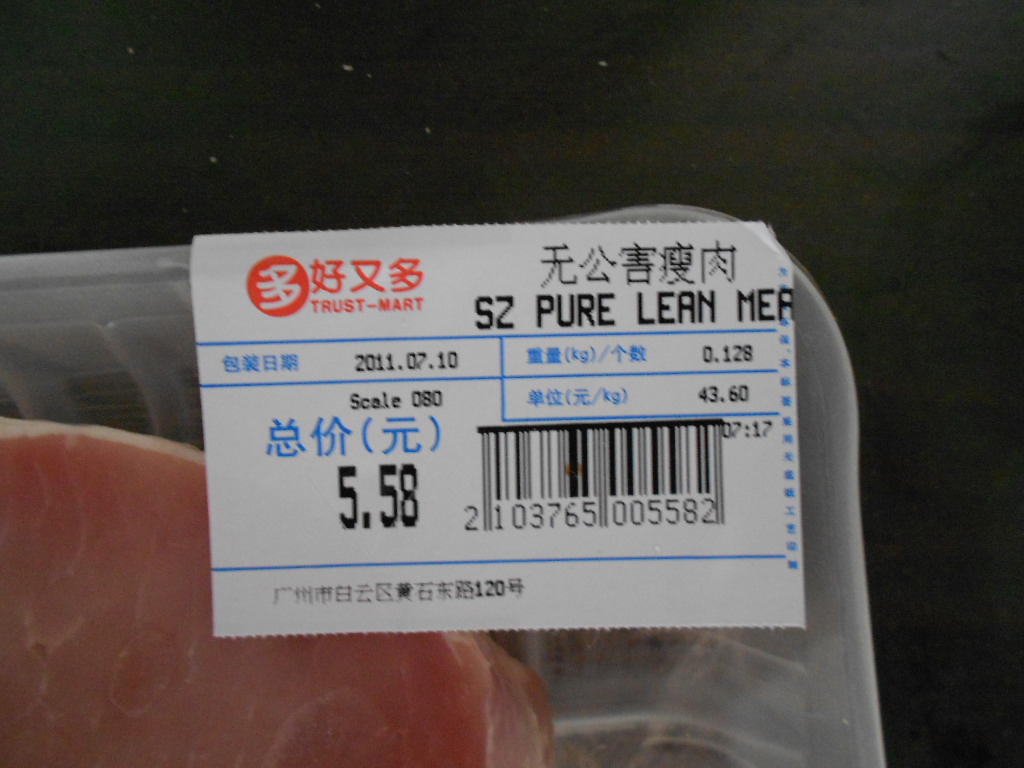 多 好又多
TRUST-MART
无公害瘦肉
SZ PURE LEAN MEA
包装日期 2011.07.10
重量(kg)/个数 0.128
Scale 080
单位(元/kg) 43.60
总价(元)
5.58
07:17
2 103765 005582
广州市白云区黄石东路120号